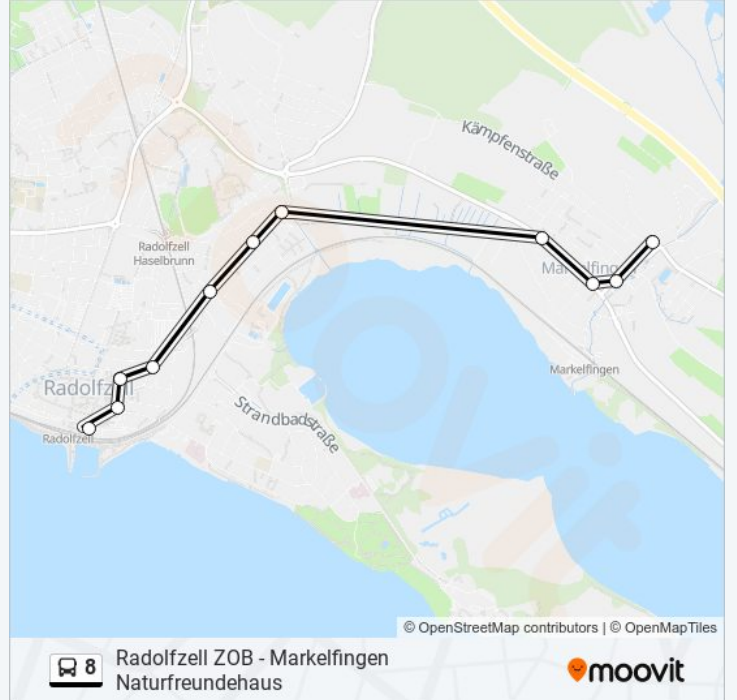 Kämpfenstraße
Radolfzell
Haselbrunn
Markelfingen
Markelfingen
Radolfzell
Strandbadstraße
Radolfzell
© OpenStreetMap contributors | © OpenMapTiles
8
Radolfzell ZOB - Markelfingen
Naturfreundehaus
moovit